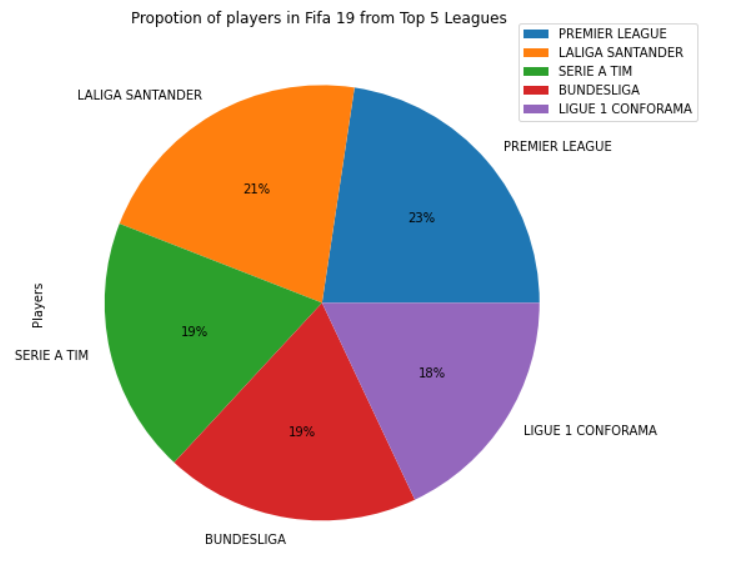 Propotion of players in Fifa 19 from Top 5 Leagues
PREMIER LEAGUE
LALIGA SANTANDER
SERIE A TIM
BUNDESLIGA
LIGUE 1 CONFORAMA
LALIGA SANTANDER
PREMIER LEAGUE
21%
23%
Players
19%
SERIE A TIM
18%
19%
LIGUE 1 CONFORAMA
BUNDESLIGA